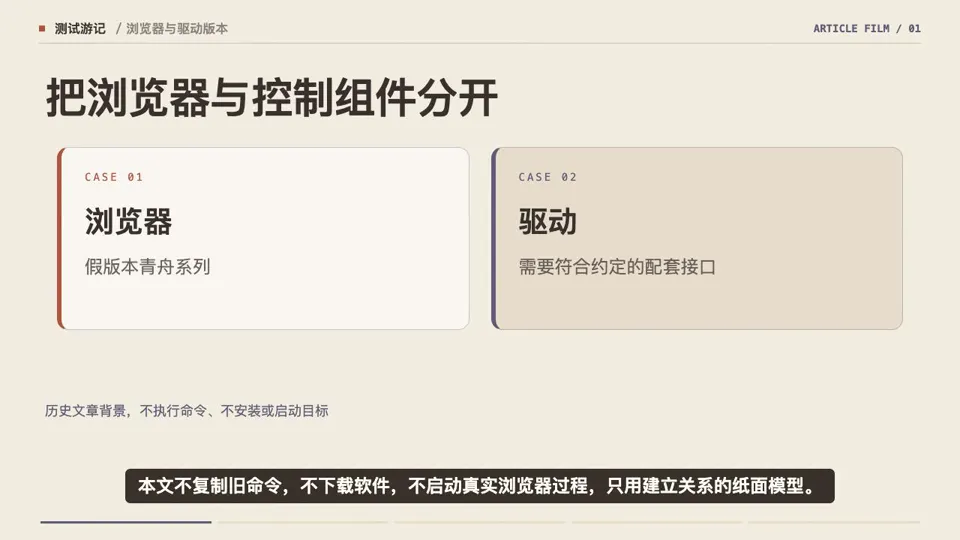 测试游记 / 浏览器与驱动版本
ARTICLE FILM / 01
把浏览器与控制组件分开
CASE 01
浏览器
假版本青舟系列
CASE 02
驱动
需要符合约定的配套接口
历史文章背景，不执行命令、不安装或启动目标
本文不复制旧命令，不下载软件，不启动真实浏览器过程，只用建立关系的纸面模型。